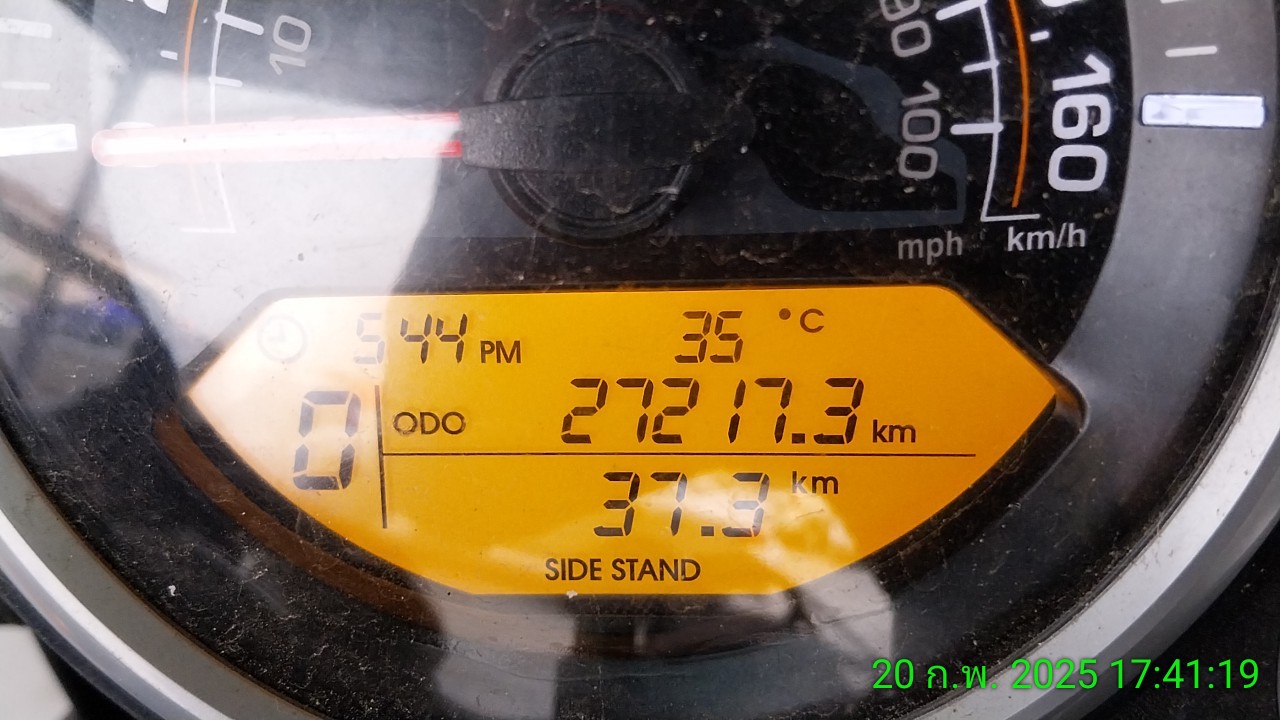 10
90
100
160
mph km/h
5 44 PM 35 °C
0
ODO 27217.3 km
37.3 km
SIDE STAND
20 ก.พ. 2025 17:41:19